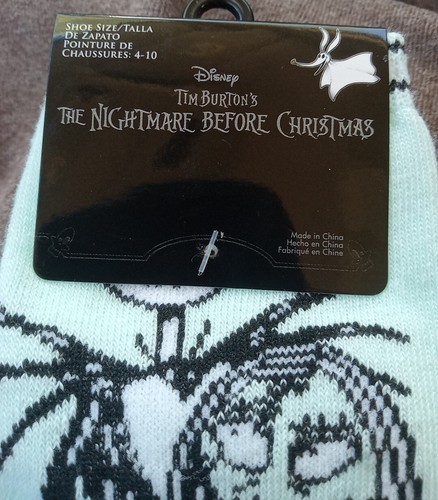 SHOE SIZE/TALLA
DE ZAPATO
POINTURE DE
CHAUSSURES: 4-10
Disney
TIM BURTON'S
THE NIGHTMARE BEFORE CHRISTMAS
Made in China
Hecho en China
Fabriqué en Chine